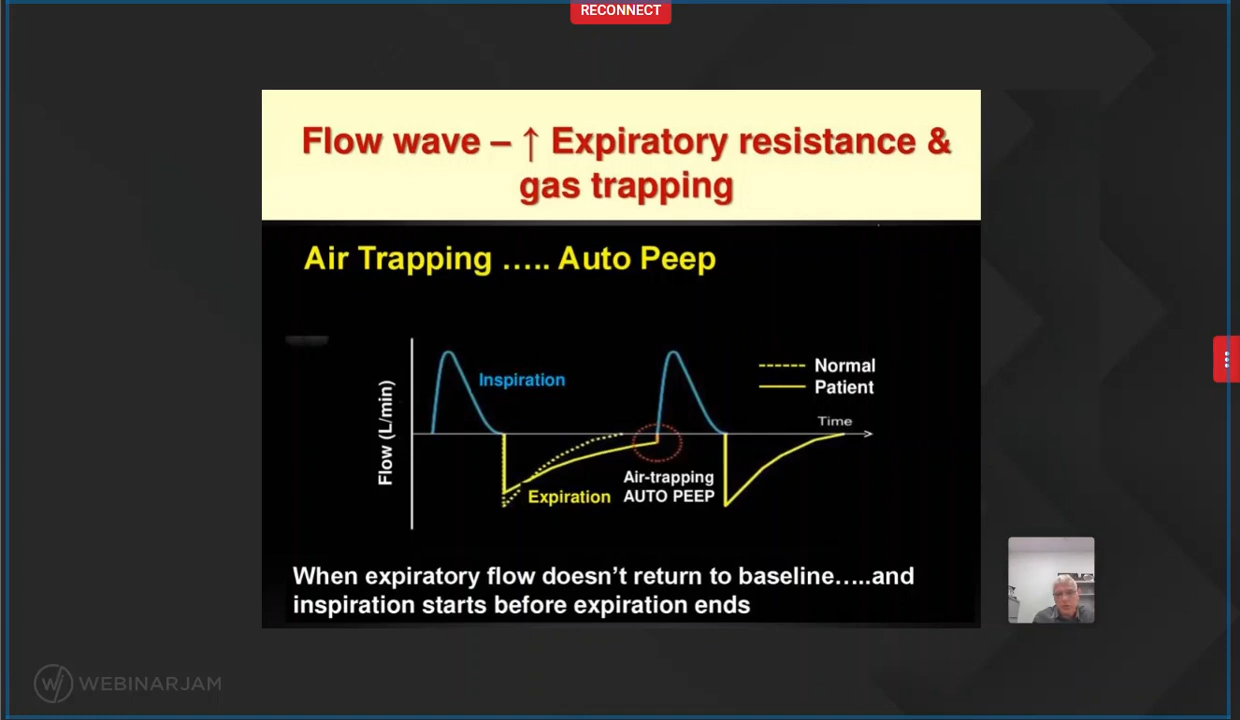 RECONNECT
Flow wave – ↑ Expiratory resistance &
gas trapping
Air Trapping ….. Auto Peep
Inspiration
Normal
Patient
Time
Flow (L/min)
Air-trapping
Expiration
AUTO PEEP
When expiratory flow doesn’t return to baseline…..and
inspiration starts before expiration ends
WEBINARJAM